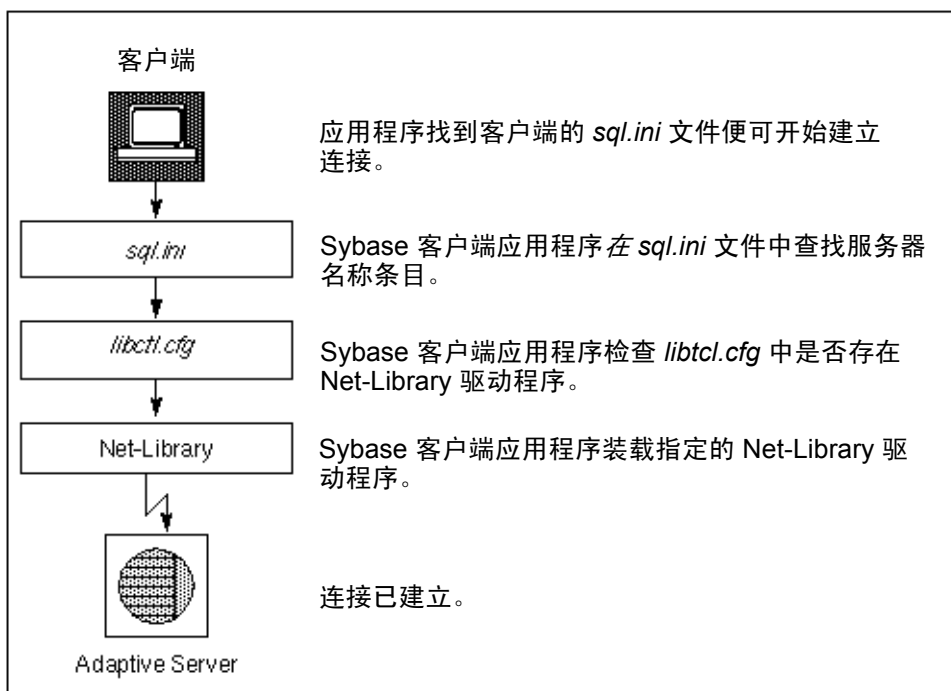 客户端
应用程序找到客户端的 sql.ini 文件便可开始建立
连接。
sql.ini
Sybase 客户端应用程序在 sql.ini 文件中查找服务器
名称条目。
libctl.cfg
Sybase 客户端应用程序检查 libtcl.cfg 中是否存在
Net-Library 驱动程序。
Net-Library
Sybase 客户端应用程序装载指定的 Net-Library 驱
动程序。
连接已建立。
Adaptive Server